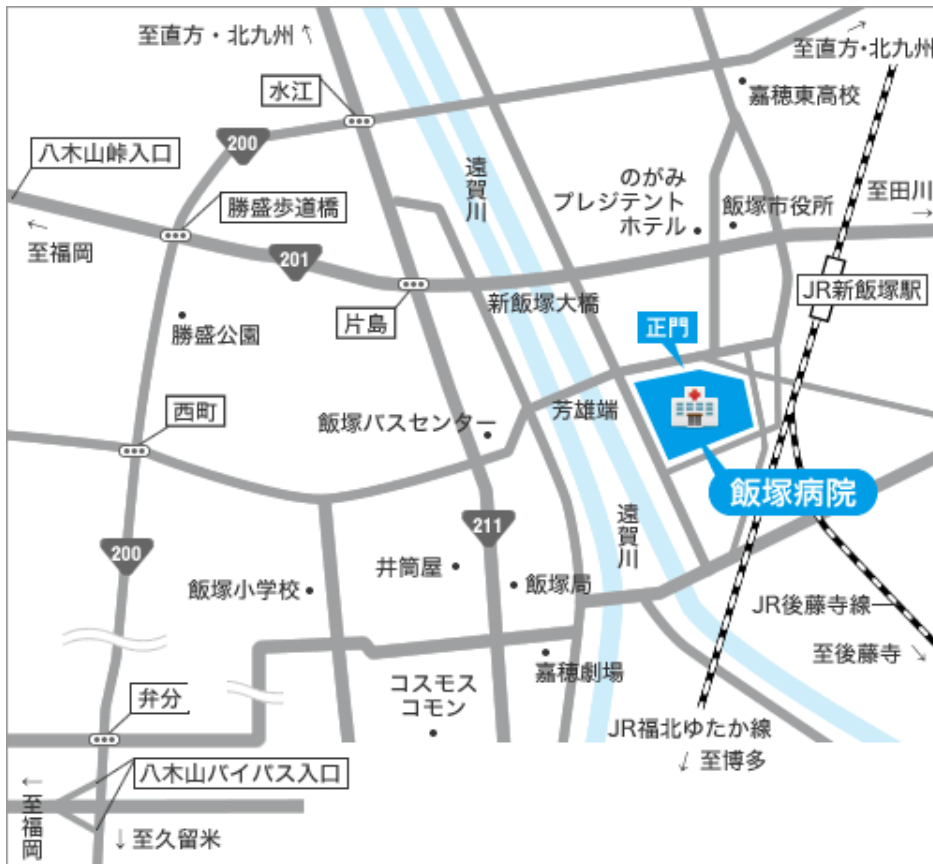 至直方・北九州
至直方・北九州
水江
嘉穂東高校
200
八木山峠入口
遠賀川
のがみ
プレジテント
ホテル
飯塚市役所
至田川
勝盛歩道橋
至福岡
201
片島
新飯塚大橋
JR新飯塚駅
勝盛公園
正門
西町
飯塚バスセンター
芳雄端
飯塚病院
200
211
遠賀川
井筒屋
飯塚小学校
飯塚局
JR後藤寺線
至後藤寺
嘉穂劇場
コスモス
コモン
弁分
JR福北ゆたか線
至博多
八木山バイパス入口
至福岡
至久留米